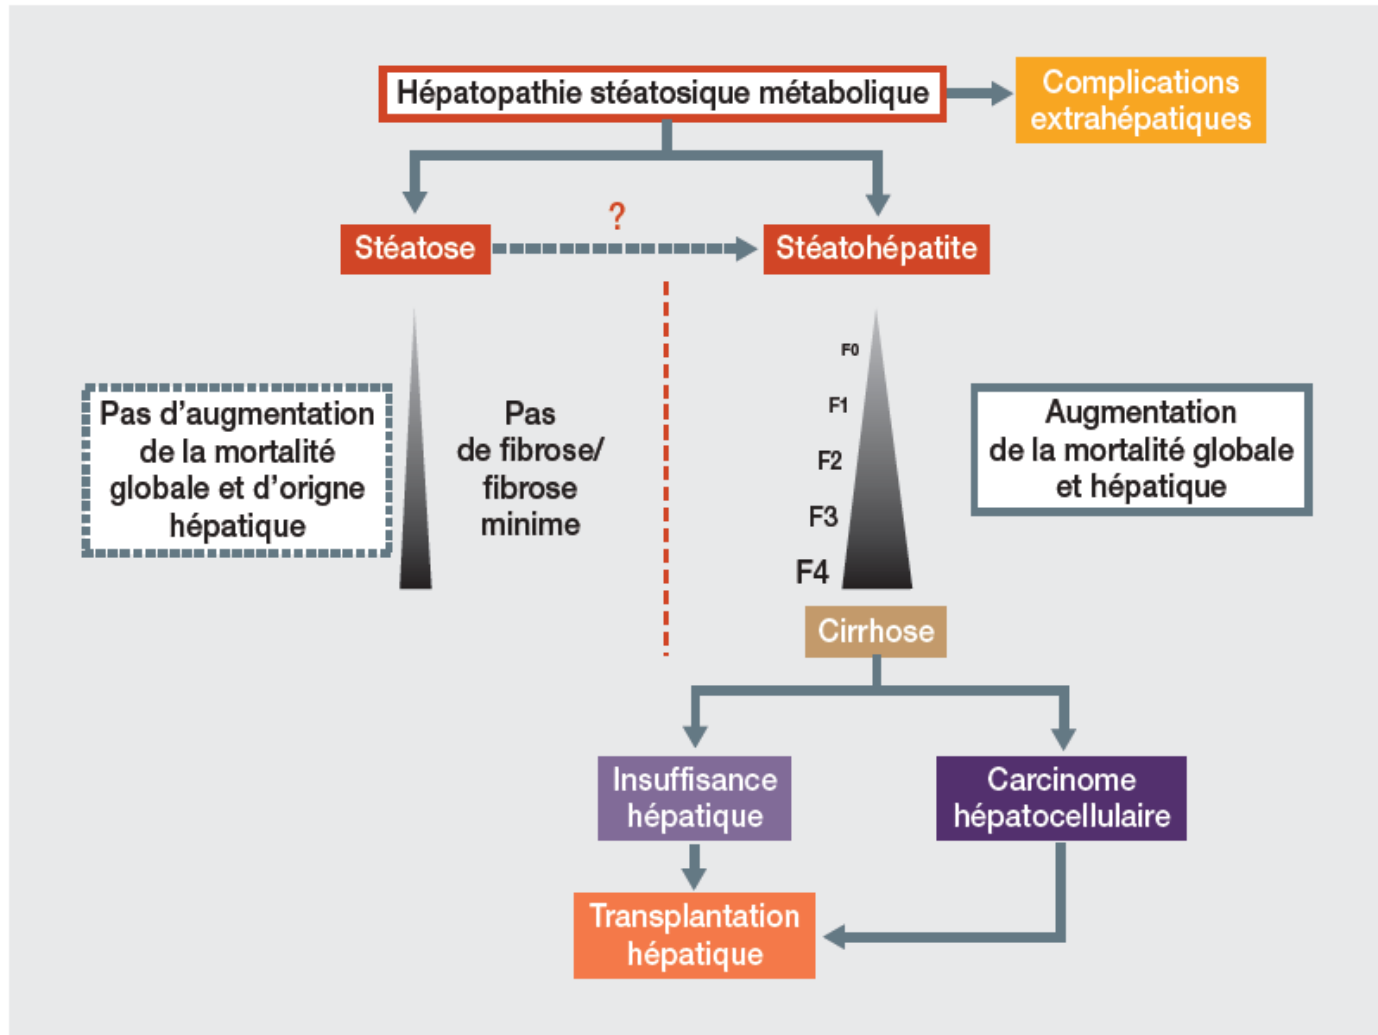 Hépatopathie stéatosique métabolique
Complications
extrahépatiques
?
Stéatose
Stéatohépatite
Pas d'augmentation
de la mortalité
globale et d'origne
hépatique
Pas
de fibrose/
fibrose
minime
F0
F1
F2
F3
F4
Augmentation
de la mortalité globale
et hépatique
Cirrhose
Insuffisance
hépatique
Carcinome
hépatocellulaire
Transplantation
hépatique